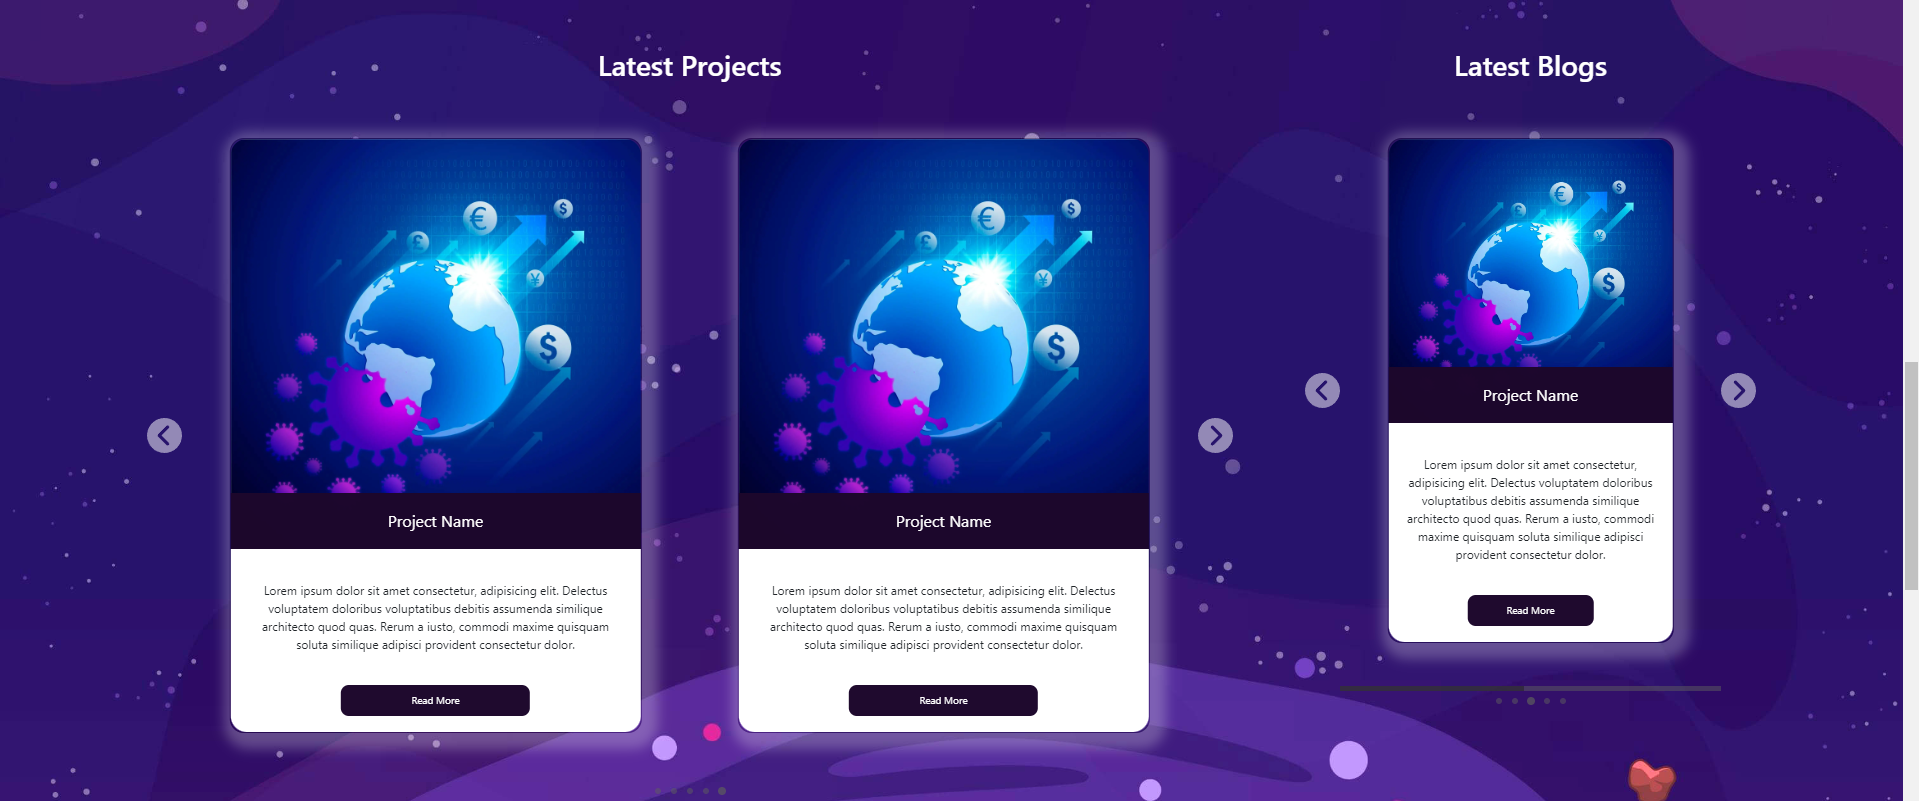 Latest Projects
Project Name
Lorem ipsum dolor sit amet consectetur, adipisicing elit. Delectus
voluptatem doloribus voluptatibus debitis assumenda similique
architecto quod quas. Rerum a iusto, commodi maxime quisquam
soluta similique adipisci provident consectetur dolor.
Read More
Project Name
Lorem ipsum dolor sit amet consectetur, adipisicing elit. Delectus
voluptatem doloribus voluptatibus debitis assumenda similique
architecto quod quas. Rerum a iusto, commodi maxime quisquam
soluta similique adipisci provident consectetur dolor.
Read More
Latest Blogs
Project Name
Lorem ipsum dolor sit amet consectetur,
adipisicing elit. Delectus voluptatem doloribus
voluptatibus debitis assumenda similique
architecto quod quas. Rerum a iusto, commodi
maxime quisquam soluta similique adipisci
provident consectetur dolor.
Read More